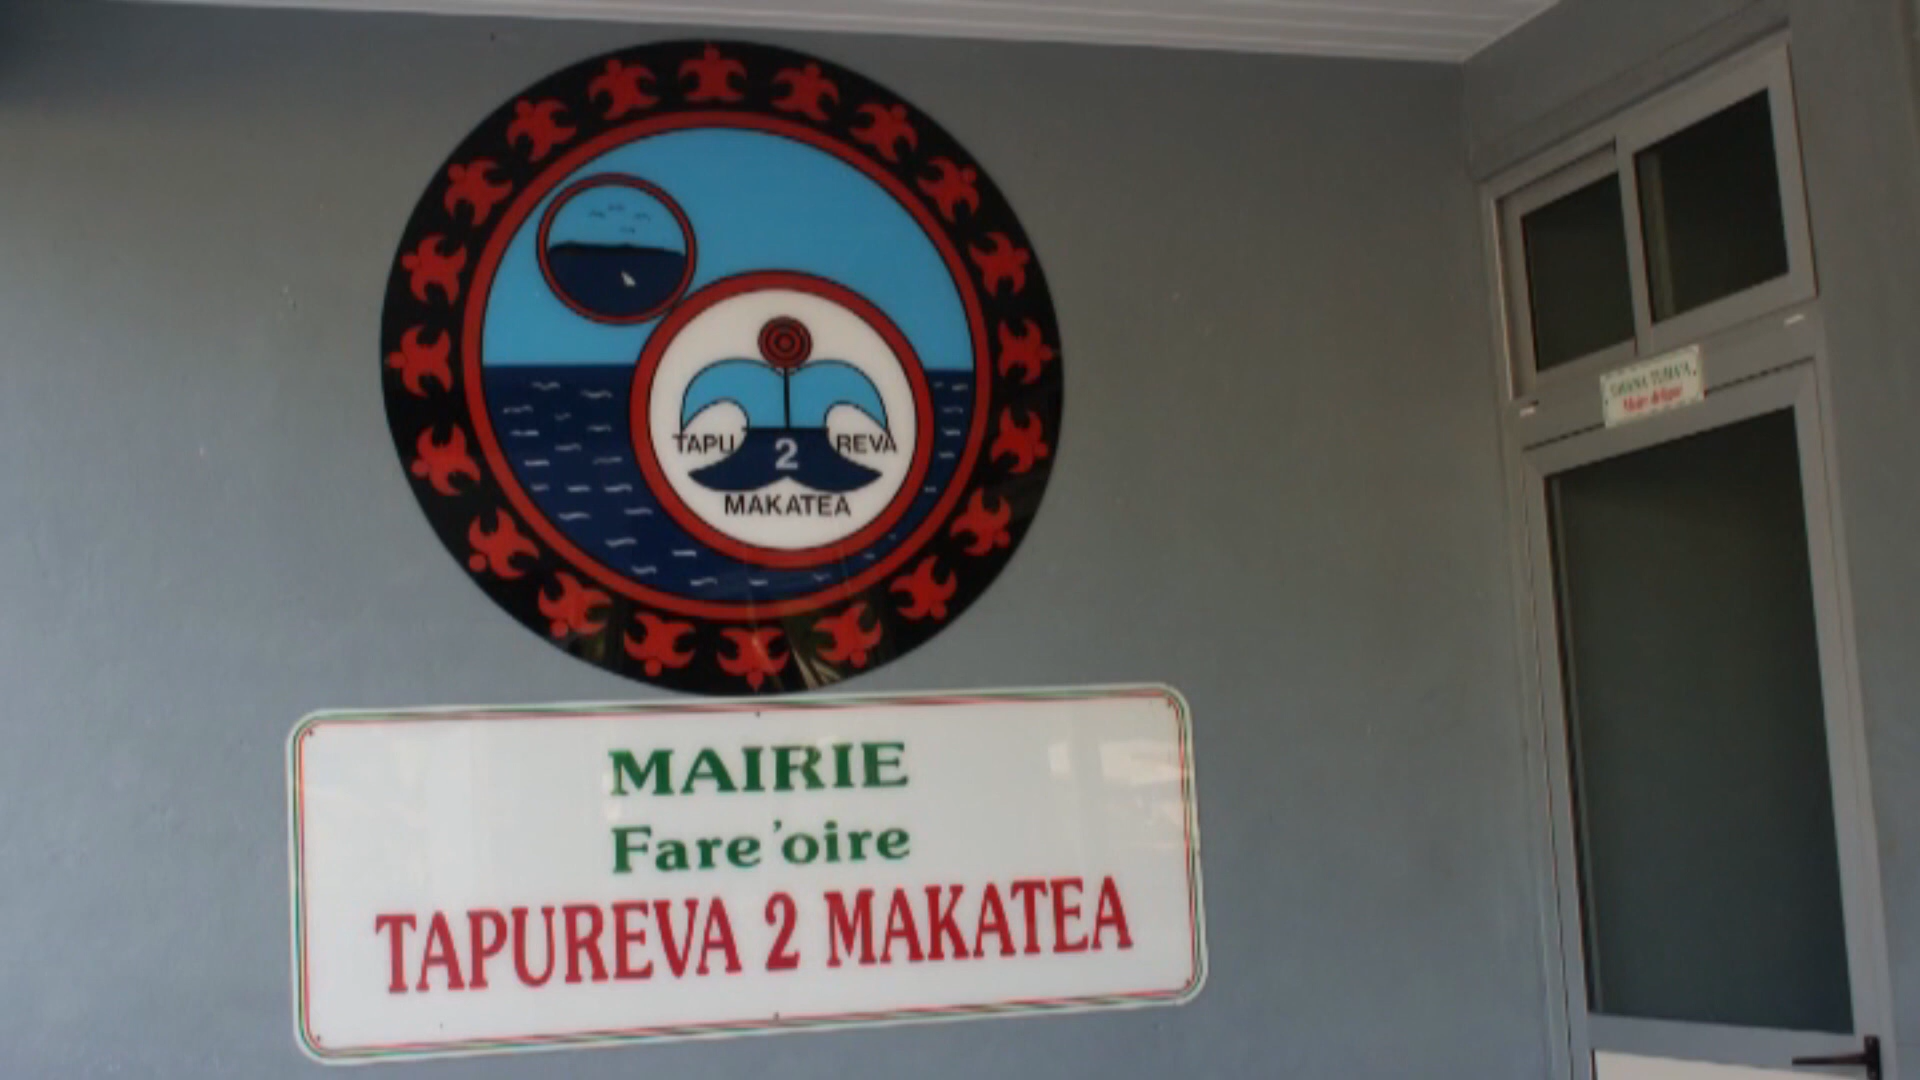 TAPU 2 REVA
MAKATEA
MAIRIE
Fare 'oire
TAPUREVA 2 MAKATEA